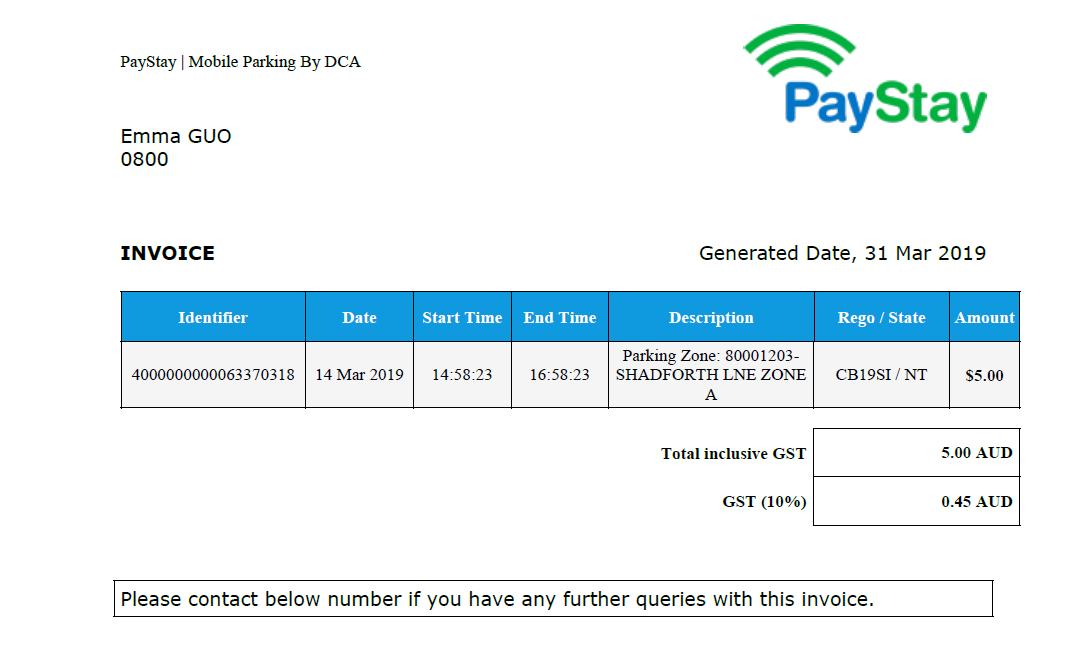 PayStay | Mobile Parking By DCA
PayStay
Emma GUO
0800
INVOICE
Generated Date, 31 Mar 2019
Identifier Date Start Time End Time Description Rego / State Amount
4000000000063370318 14 Mar 2019 14:58:23 16:58:23 Parking Zone: 80001203-
SHADFORTH LNE ZONE
A
CB19SI / NT $5.00
Total inclusive GST 5.00 AUD
GST (10%) 0.45 AUD
Please contact below number if you have any further queries with this invoice.